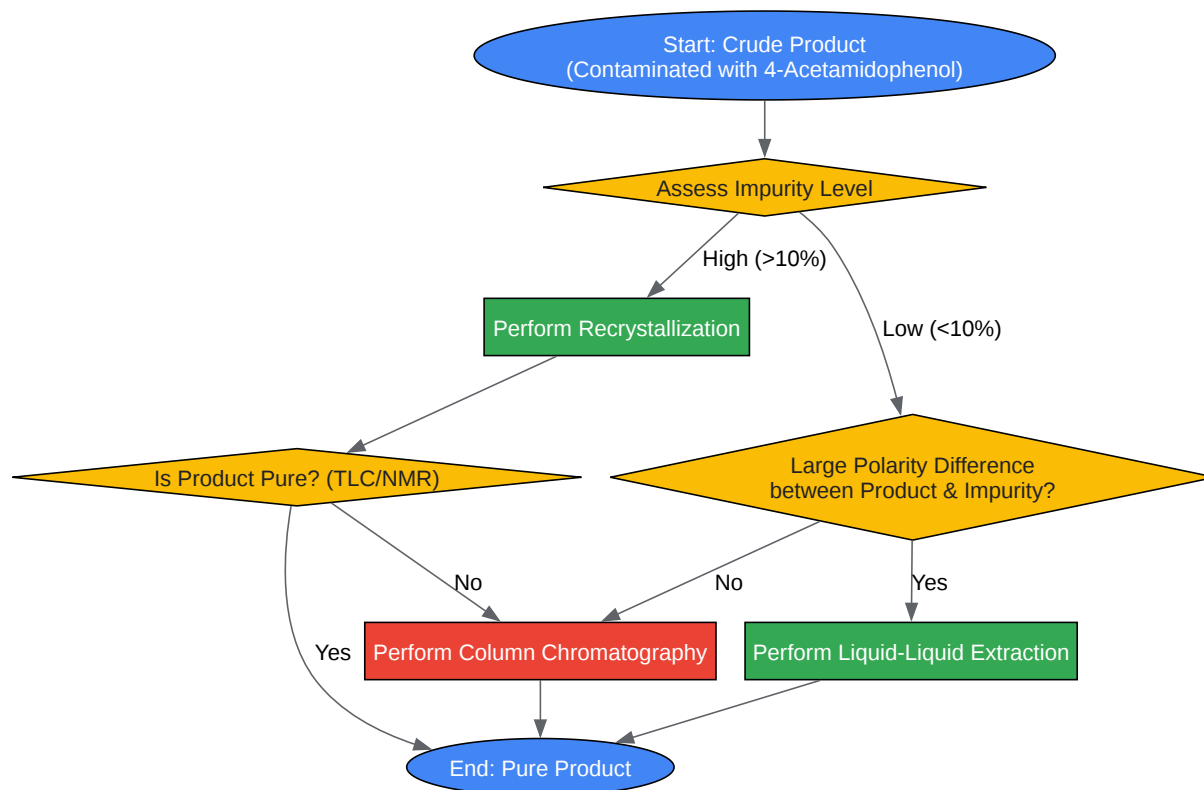 Start: Crude Product
(Contaminated with 4-Acetamidophenol)
Assess Impurity Level
High (>10%)
Perform Recrystallization
Low (<10%)
Is Product Pure? (TLC/NMR)
Large Polarity Difference
between Product & Impurity?
No
No
Yes
Yes
Perform Column Chromatography
Perform Liquid-Liquid Extraction
End: Pure Product